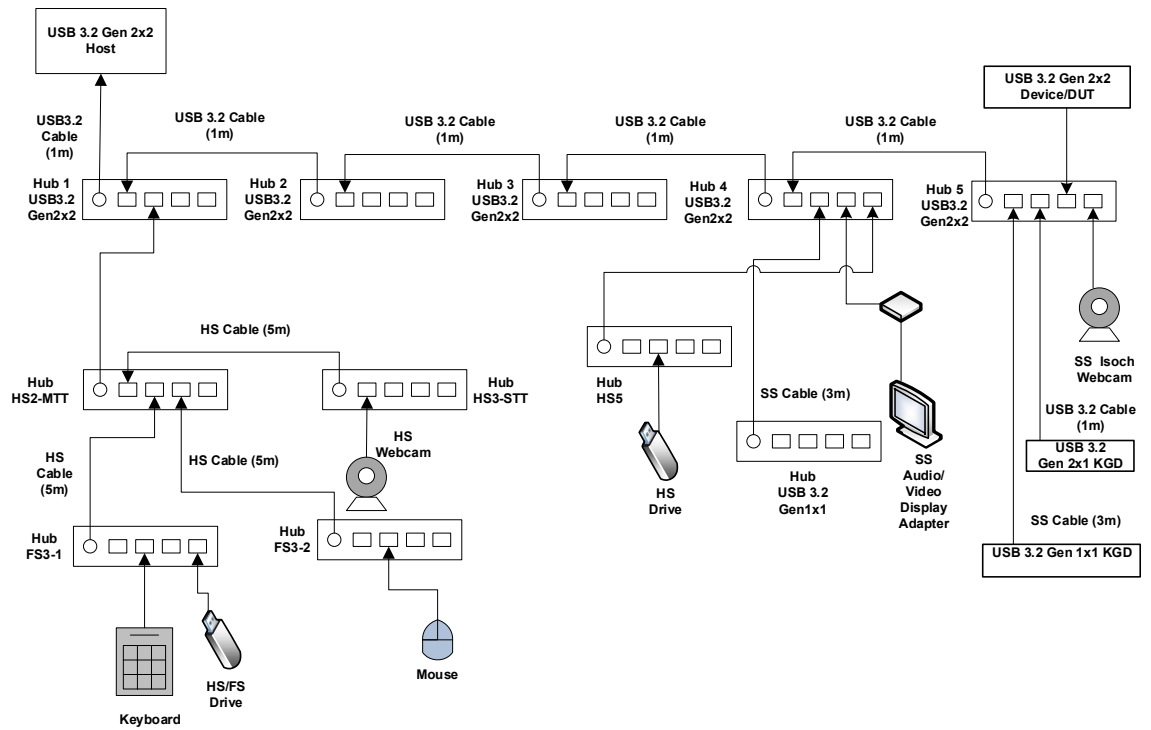 USB 3.2 Gen 2x2
Host
USB3.2
Cable
(1m)
USB 3.2 Cable
(1m)
USB 3.2 Cable
(1m)
USB 3.2 Cable
(1m)
USB 3.2 Cable
(1m)
USB 3.2 Gen 2x2
Device/DUT
Hub 1
USB3.2
Gen2x2
Hub 2
USB3.2
Gen2x2
Hub 3
USB3.2
Gen2x2
Hub 4
USB3.2
Gen2x2
Hub 5
USB3.2
Gen2x2
HS Cable (5m)
Hub
HS2-MTT
Hub
HS3-STT
Hub
HS5
SS Isoch
Webcam
SS Cable (3m)
USB 3.2 Cable
(1m)
HS
Cable
(5m)
HS Cable (5m)
HS
Webcam
USB 3.2
Gen 2x1 KGD
HS
Drive
Hub
USB 3.2
Gen1x1
SS
Audio/
Video
Display
Adapter
SS Cable (3m)
Hub
FS3-1
Hub
FS3-2
USB 3.2 Gen 1x1 KGD
Keyboard
HS/FS
Drive
Mouse